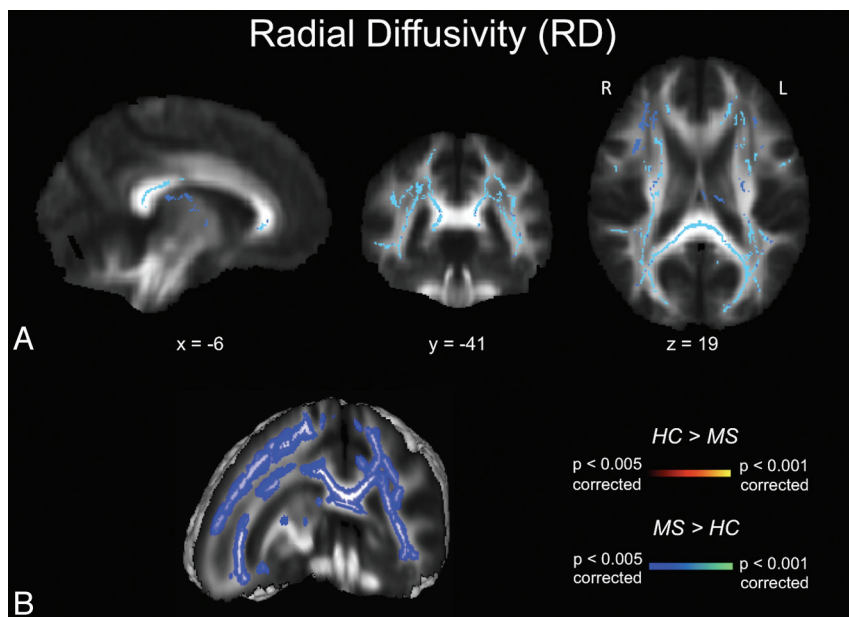 Radial Diffusivity (RD)
R
L
A
x = -6
y = -41
z = 19
HC > MS
p < 0.005
corrected
p < 0.001
corrected
MS > HC
p < 0.005
corrected
p < 0.001
corrected
B